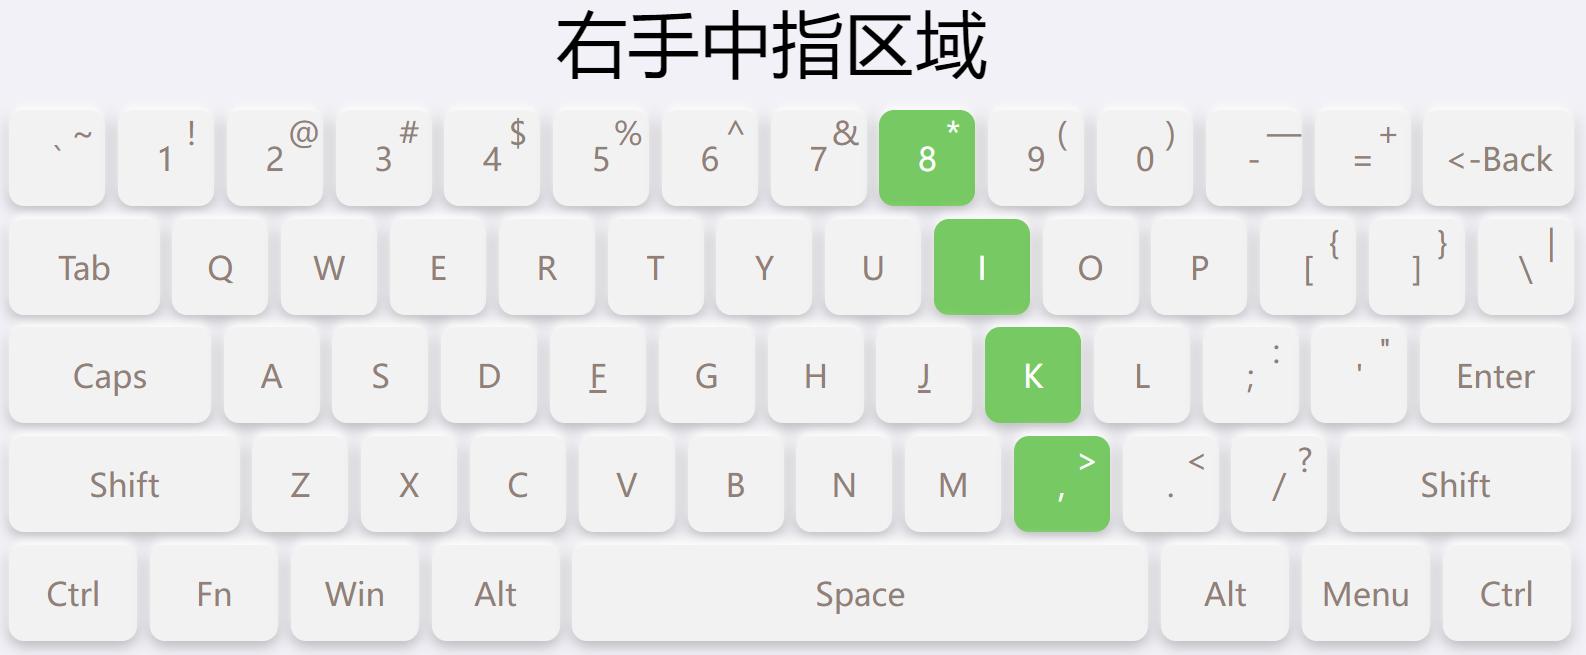 右手中指区域
` ~ 1 ! 2 @ 3 # 4 $ 5 % 6 ^ 7 & 8 * 9 ( 0 ) - — = + <-Back
Tab Q W E R T Y U I O P [ { ] } \ |
Caps A S D F G H J K L ; : ' " Enter
Shift Z X C V B N M , > . < / ? Shift
Ctrl Fn Win Alt Space Alt Menu Ctrl